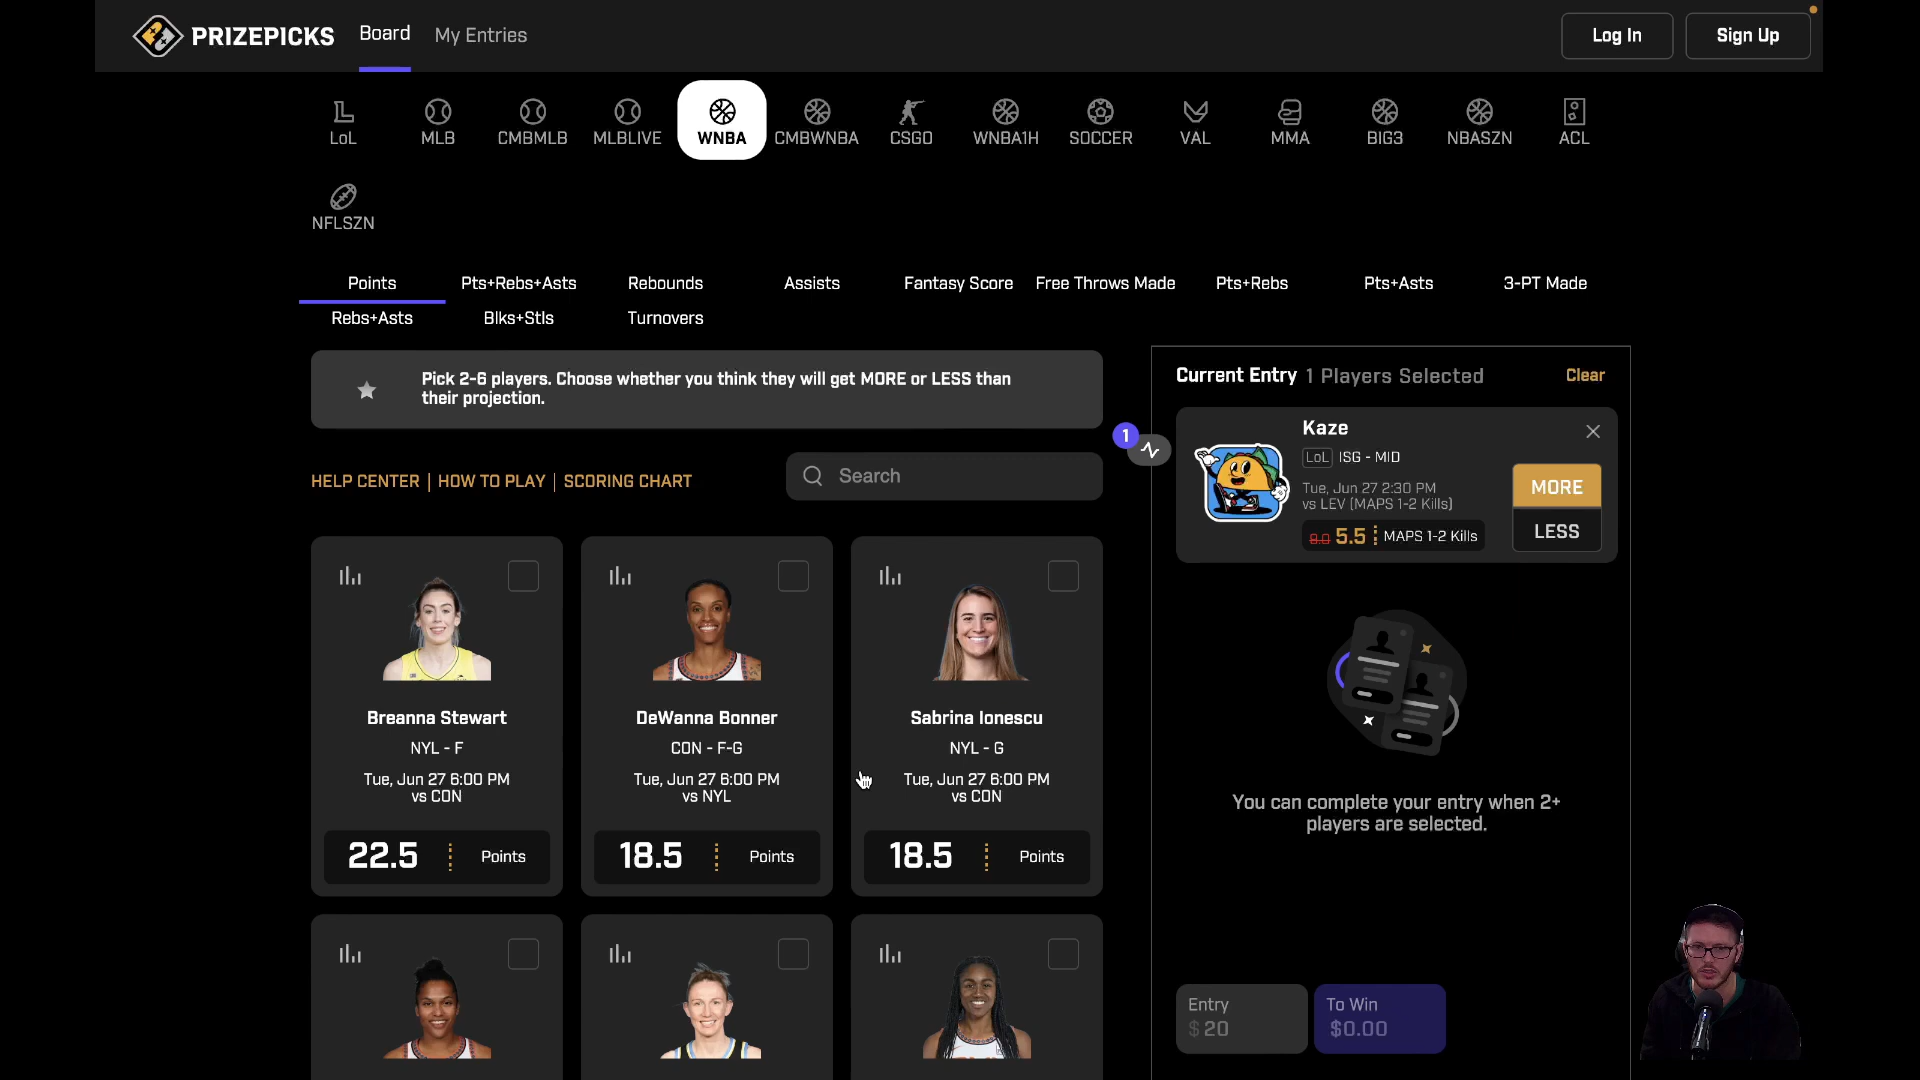 PRIZEPICKS
Board
My Entries
Log In
Sign Up
LoL
MLB
CMBMLB
MLBLIVE
WNBA
CMBWNBA
CSGO
WNBA1H
SOCCER
VAL
MMA
BIG3
NBASZN
ACL
NFLSZN
Points
Pts+Rebs+Asts
Rebounds
Assists
Fantasy Score
Free Throws Made
Pts+Rebs
Pts+Asts
3-PT Made
Rebs+Asts
Blks+Stls
Turnovers
Pick 2-6 players. Choose whether you think they will get MORE or LESS than
their projection.
HELP CENTER | HOW TO PLAY | SCORING CHART
Search
Breanna Stewart
NYL - F
Tue, Jun 27 6:00 PM
vs CON
22.5 Points
DeWanna Bonner
CON - F-G
Tue, Jun 27 6:00 PM
vs NYL
18.5 Points
Sabrina Ionescu
NYL - G
Tue, Jun 27 6:00 PM
vs CON
18.5 Points
1
Current Entry 1 Players Selected
Clear
Kaze
LoL ISG - MID
Tue, Jun 27 2:30 PM
vs LEV (MAPS 1-2 Kills)
8.0 5.5 MAPS 1-2 Kills
MORE
LESS
You can complete your entry when 2+
players are selected.
Entry
$ 20
To Win
$0.00